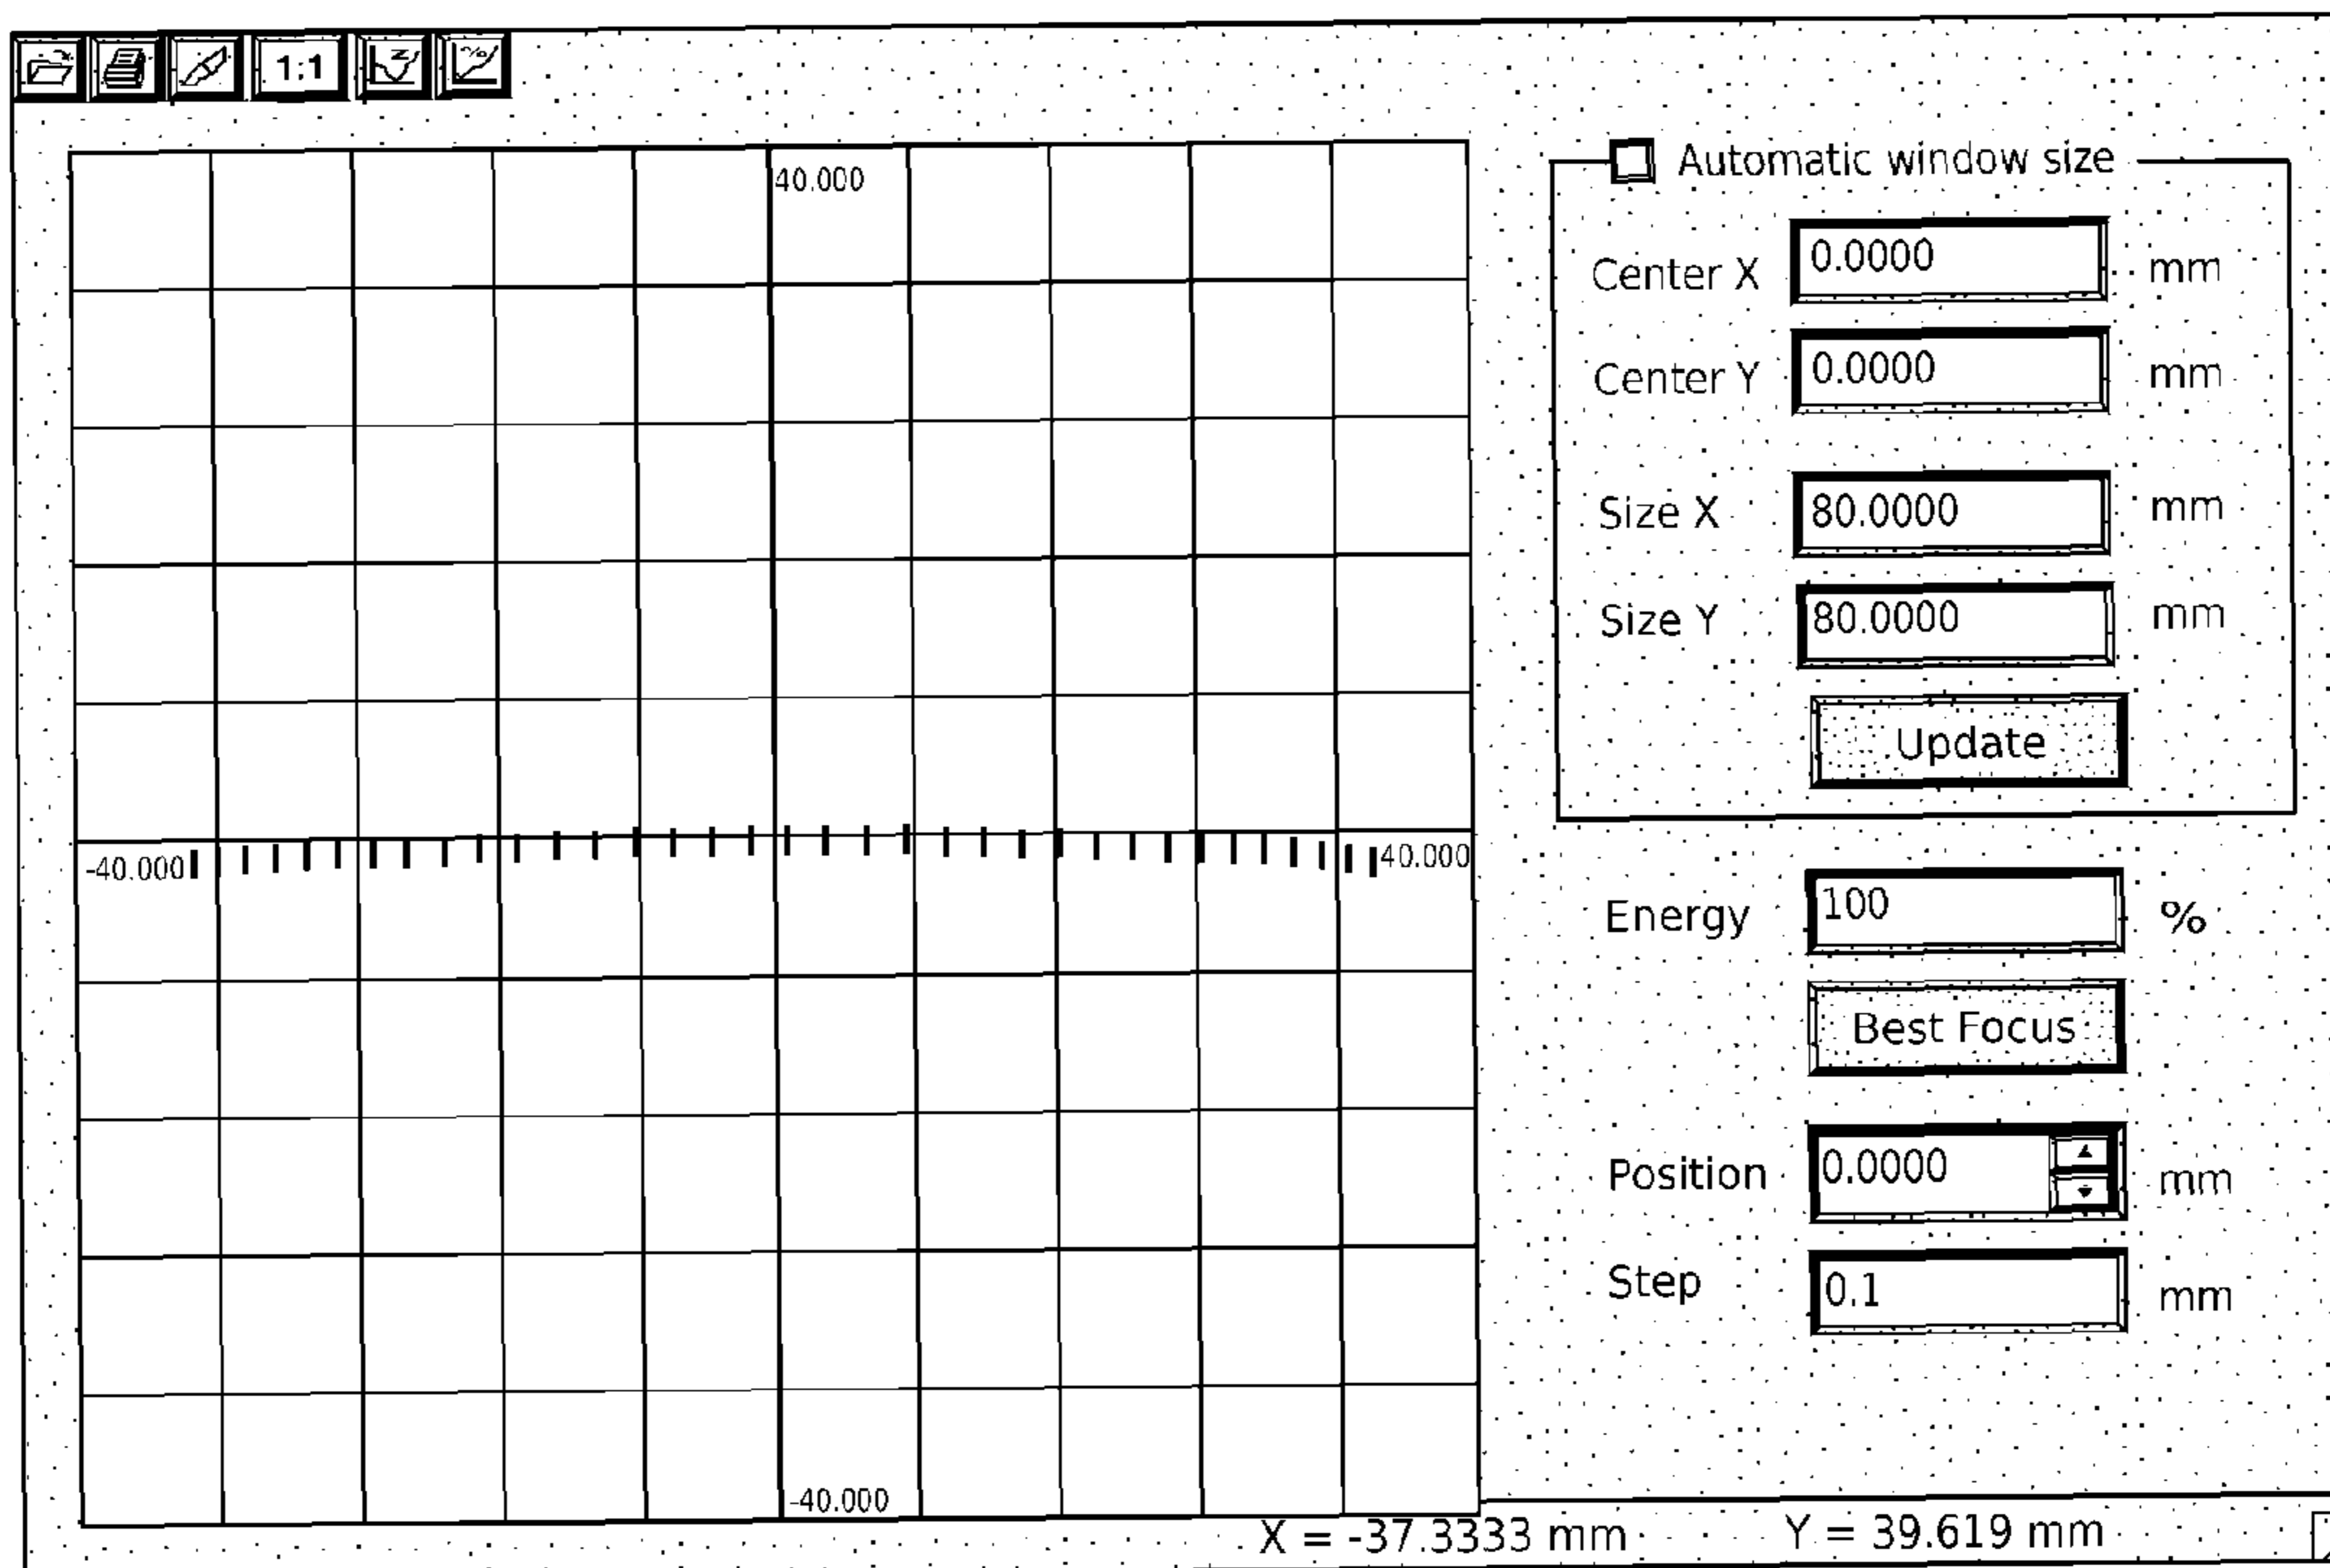 1:1
40.000
-40.000
40.000
-40.000
Automatic window size
Center X 0.0000 mm
Center Y 0.0000 mm
Size X 80.0000 mm
Size Y 80.0000 mm
Update
Energy 100 %
Best Focus
Position 0.0000 mm
Step 0.1 mm
X = -37.3333 mm Y = 39.619 mm